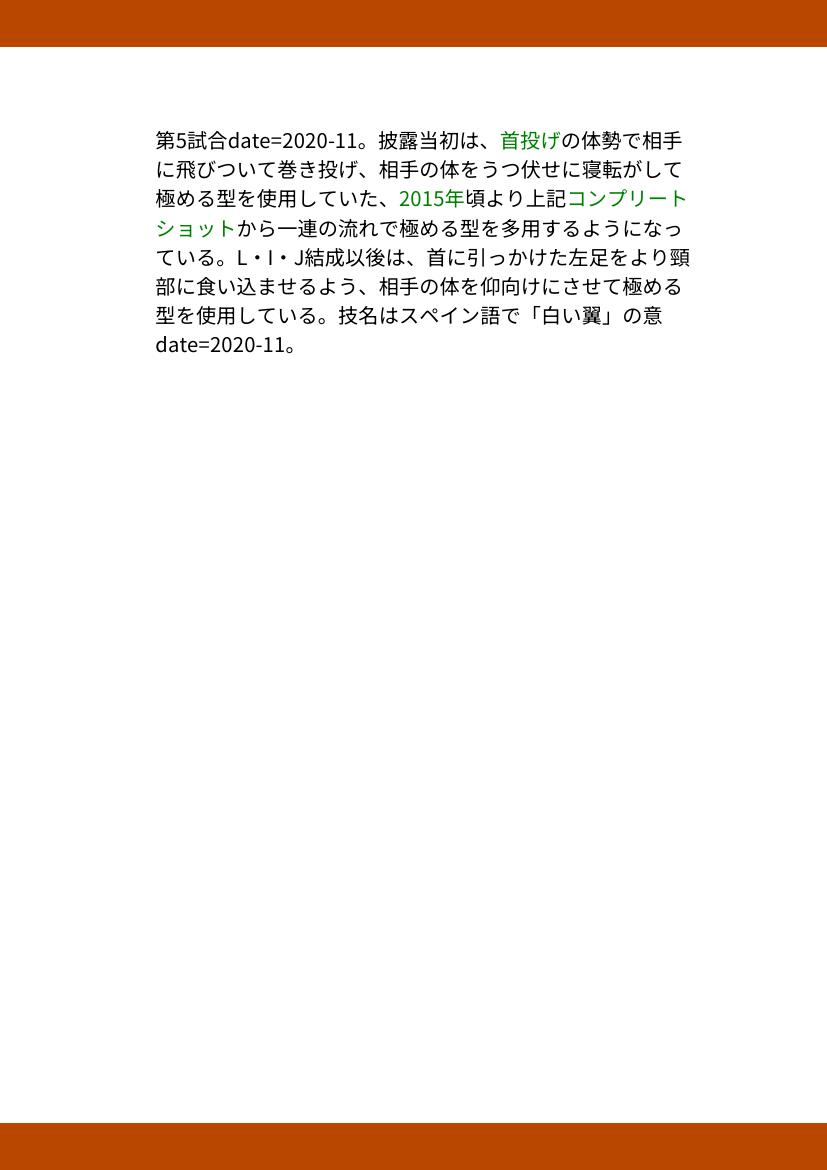 第5試合date=2020-11。披露当初は、首投げの体勢で相手
に飛びついて巻き投げ、相手の体をうつ伏せに寝転がして
極める型を使用していた、2015年頃より上記コンプリート
ショットから一連の流れで極める型を多用するようになっ
ている。L・I・J結成以後は、首に引っかけた左足をより頸
部に食い込ませるよう、相手の体を仰向けにさせて極める
型を使用している。技名はスペイン語で「白い翼」の意
date=2020-11。